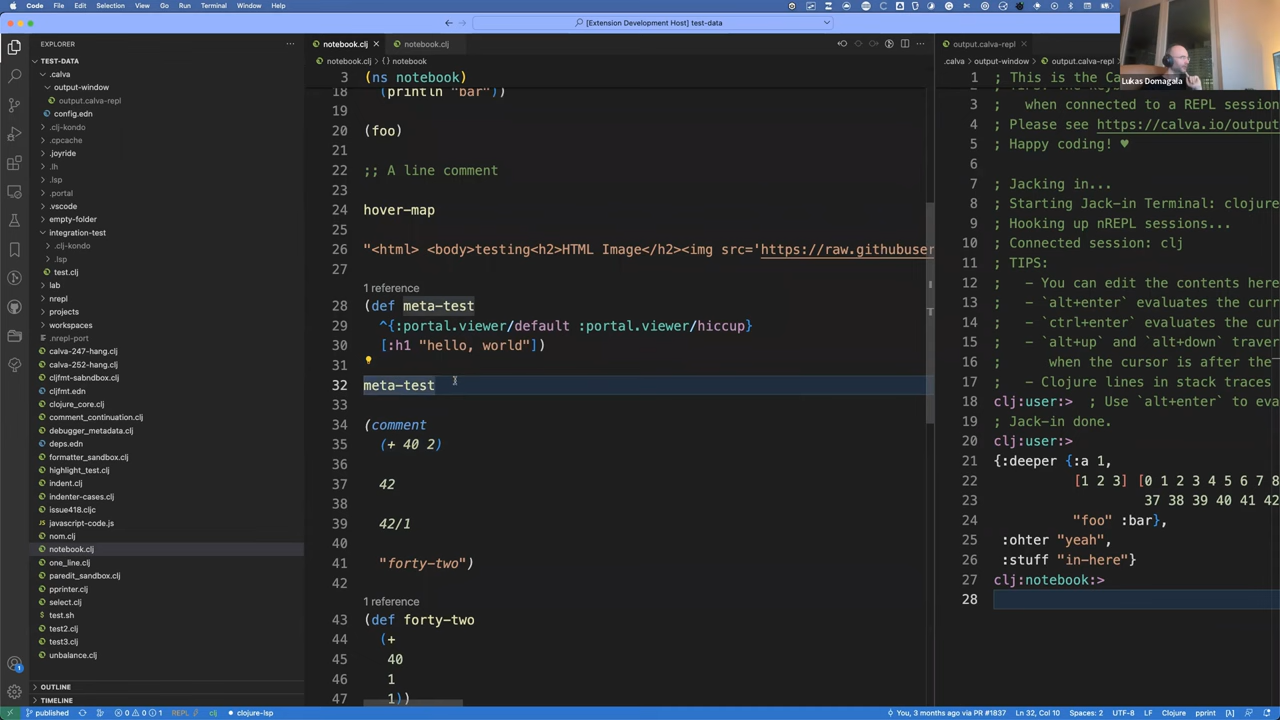 Code File Edit Selection View Go Run Terminal Window Help
[Extension Development Host] test-data
Lukas Domagala
EXPLORER
TEST-DATA
.calva
output-window
output.calva-repl
config.edn
.clj-kondo
.cpcache
.joyride
.lh
.lsp
.portal
.vscode
empty-folder
integration-test
.clj-kondo
.lsp
test.clj
lab
nrepl
projects
workspaces
.nrepl-port
calva-247-hang.clj
calva-252-hang.clj
cljfmt-sabndbox.clj
cljfmt.edn
clojure_core.clj
comment_continuation.clj
debugger_metadata.clj
deps.edn
formatter_sandbox.clj
highlight_test.clj
indent.clj
indenter-cases.clj
issue418.cljc
javascript-code.js
nom.clj
notebook.clj
one_line.clj
paredit_sandbox.clj
pprinter.clj
select.clj
test.sh
test2.clj
test3.clj
unbalance.clj
OUTLINE
TIMELINE
notebook.clj
notebook.clj
notebook.clj > {} notebook
3 (ns notebook)
18 (println "bar"))
19
20 (foo)
21
22 ;; A line comment
23
24 hover-map
25
26 "<html> <body>testing<h2>HTML Image</h2><img src='https://raw.githubuser
27
1 reference
28 (def meta-test
29 ^{:portal.viewer/default :portal.viewer/hiccup}
30 [:h1 "hello, world"])
31
32 meta-test
33
34 (comment
35 (+ 40 2)
36
37 42
38
39 42/1
40
41 "forty-two")
42
1 reference
43 (def forty-two
44 (+
45 40
46 1
47 1))
output.calva-repl
.calva > output-window > output.calva-repl
1 ; This is the Ca
when connected to a REPL session
4 ; Please see https://calva.io/output
5 ; Happy coding! ♥
6
7 ; Jacking in...
8 ; Starting Jack-in Terminal: clojure
9 ; Hooking up nREPL sessions...
10 ; Connected session: clj
11 ; TIPS:
12 ; - You can edit the contents here
13 ; - `alt+enter` evaluates the curre
14 ; - `ctrl+enter` evaluates the curr
15 ; - `alt+up` and `alt+down` traver
16 ; when the cursor is after the
17 ; - Clojure lines in stack traces
18 clj:user:> ; Use `alt+enter` to eva
19 ; Jack-in done.
20 clj:user:>
21 {:deeper {:a 1,
22 [1 2 3] [0 1 2 3 4 5 6 7 8
23 37 38 39 40 41 42
24 "foo" :bar},
25 :ohter "yeah",
26 :stuff "in-here"}
27 clj:notebook:>
28
published 0 0 1 REPL clj clojure-lsp
You, 3 months ago via PR #1837 Ln 32, Col 10 Spaces: 2 UTF-8 LF Clojure pprint [λ]